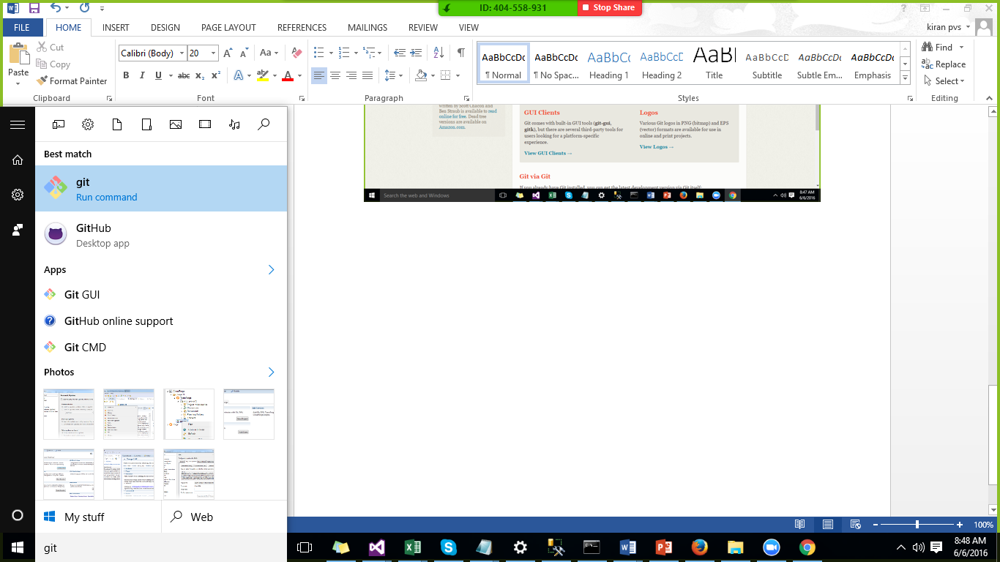 ID: 404-558-931
Stop Share
FILE
HOME
INSERT
DESIGN
PAGE LAYOUT
REFERENCES
MAILINGS
REVIEW
VIEW
kiran pvs
Paste
Cut
Copy
Format Painter
Clipboard
Calibri (Body)
20
Font
Paragraph
AaBbCcDc
¶ Normal
AaBbCcDc
¶ No Spac...
AaBbCc
Heading 1
AaBbCcD
Heading 2
AaBl
Title
AaBbCcD
Subtitle
AaBbCcDc
Subtle Em...
AaBbCcDc
Emphasis
Styles
Find
Replace
Select
Editing
written by Scott Chacon and
Ben Straub is available to read
online for free. Dead tree
versions are available on
Amazon.com.
GUI Clients
Git comes with built-in GUI tools (git-gui,
gitk), but there are several third-party tools for
users looking for a platform-specific
experience.
View GUI Clients →
Logos
Various Git logos in PNG (bitmap) and EPS
(vector) formats are available for use in
online and print projects.
View Logos →
Git via Git
If you already have Git installed, you can get the latest development version via Git itself:
Search the web and Windows
8:47 AM
6/6/2016
Best match
git
Run command
GitHub
Desktop app
Apps
Git GUI
GitHub online support
Git CMD
Photos
My stuff
Web
git
100%
8:48 AM
6/6/2016